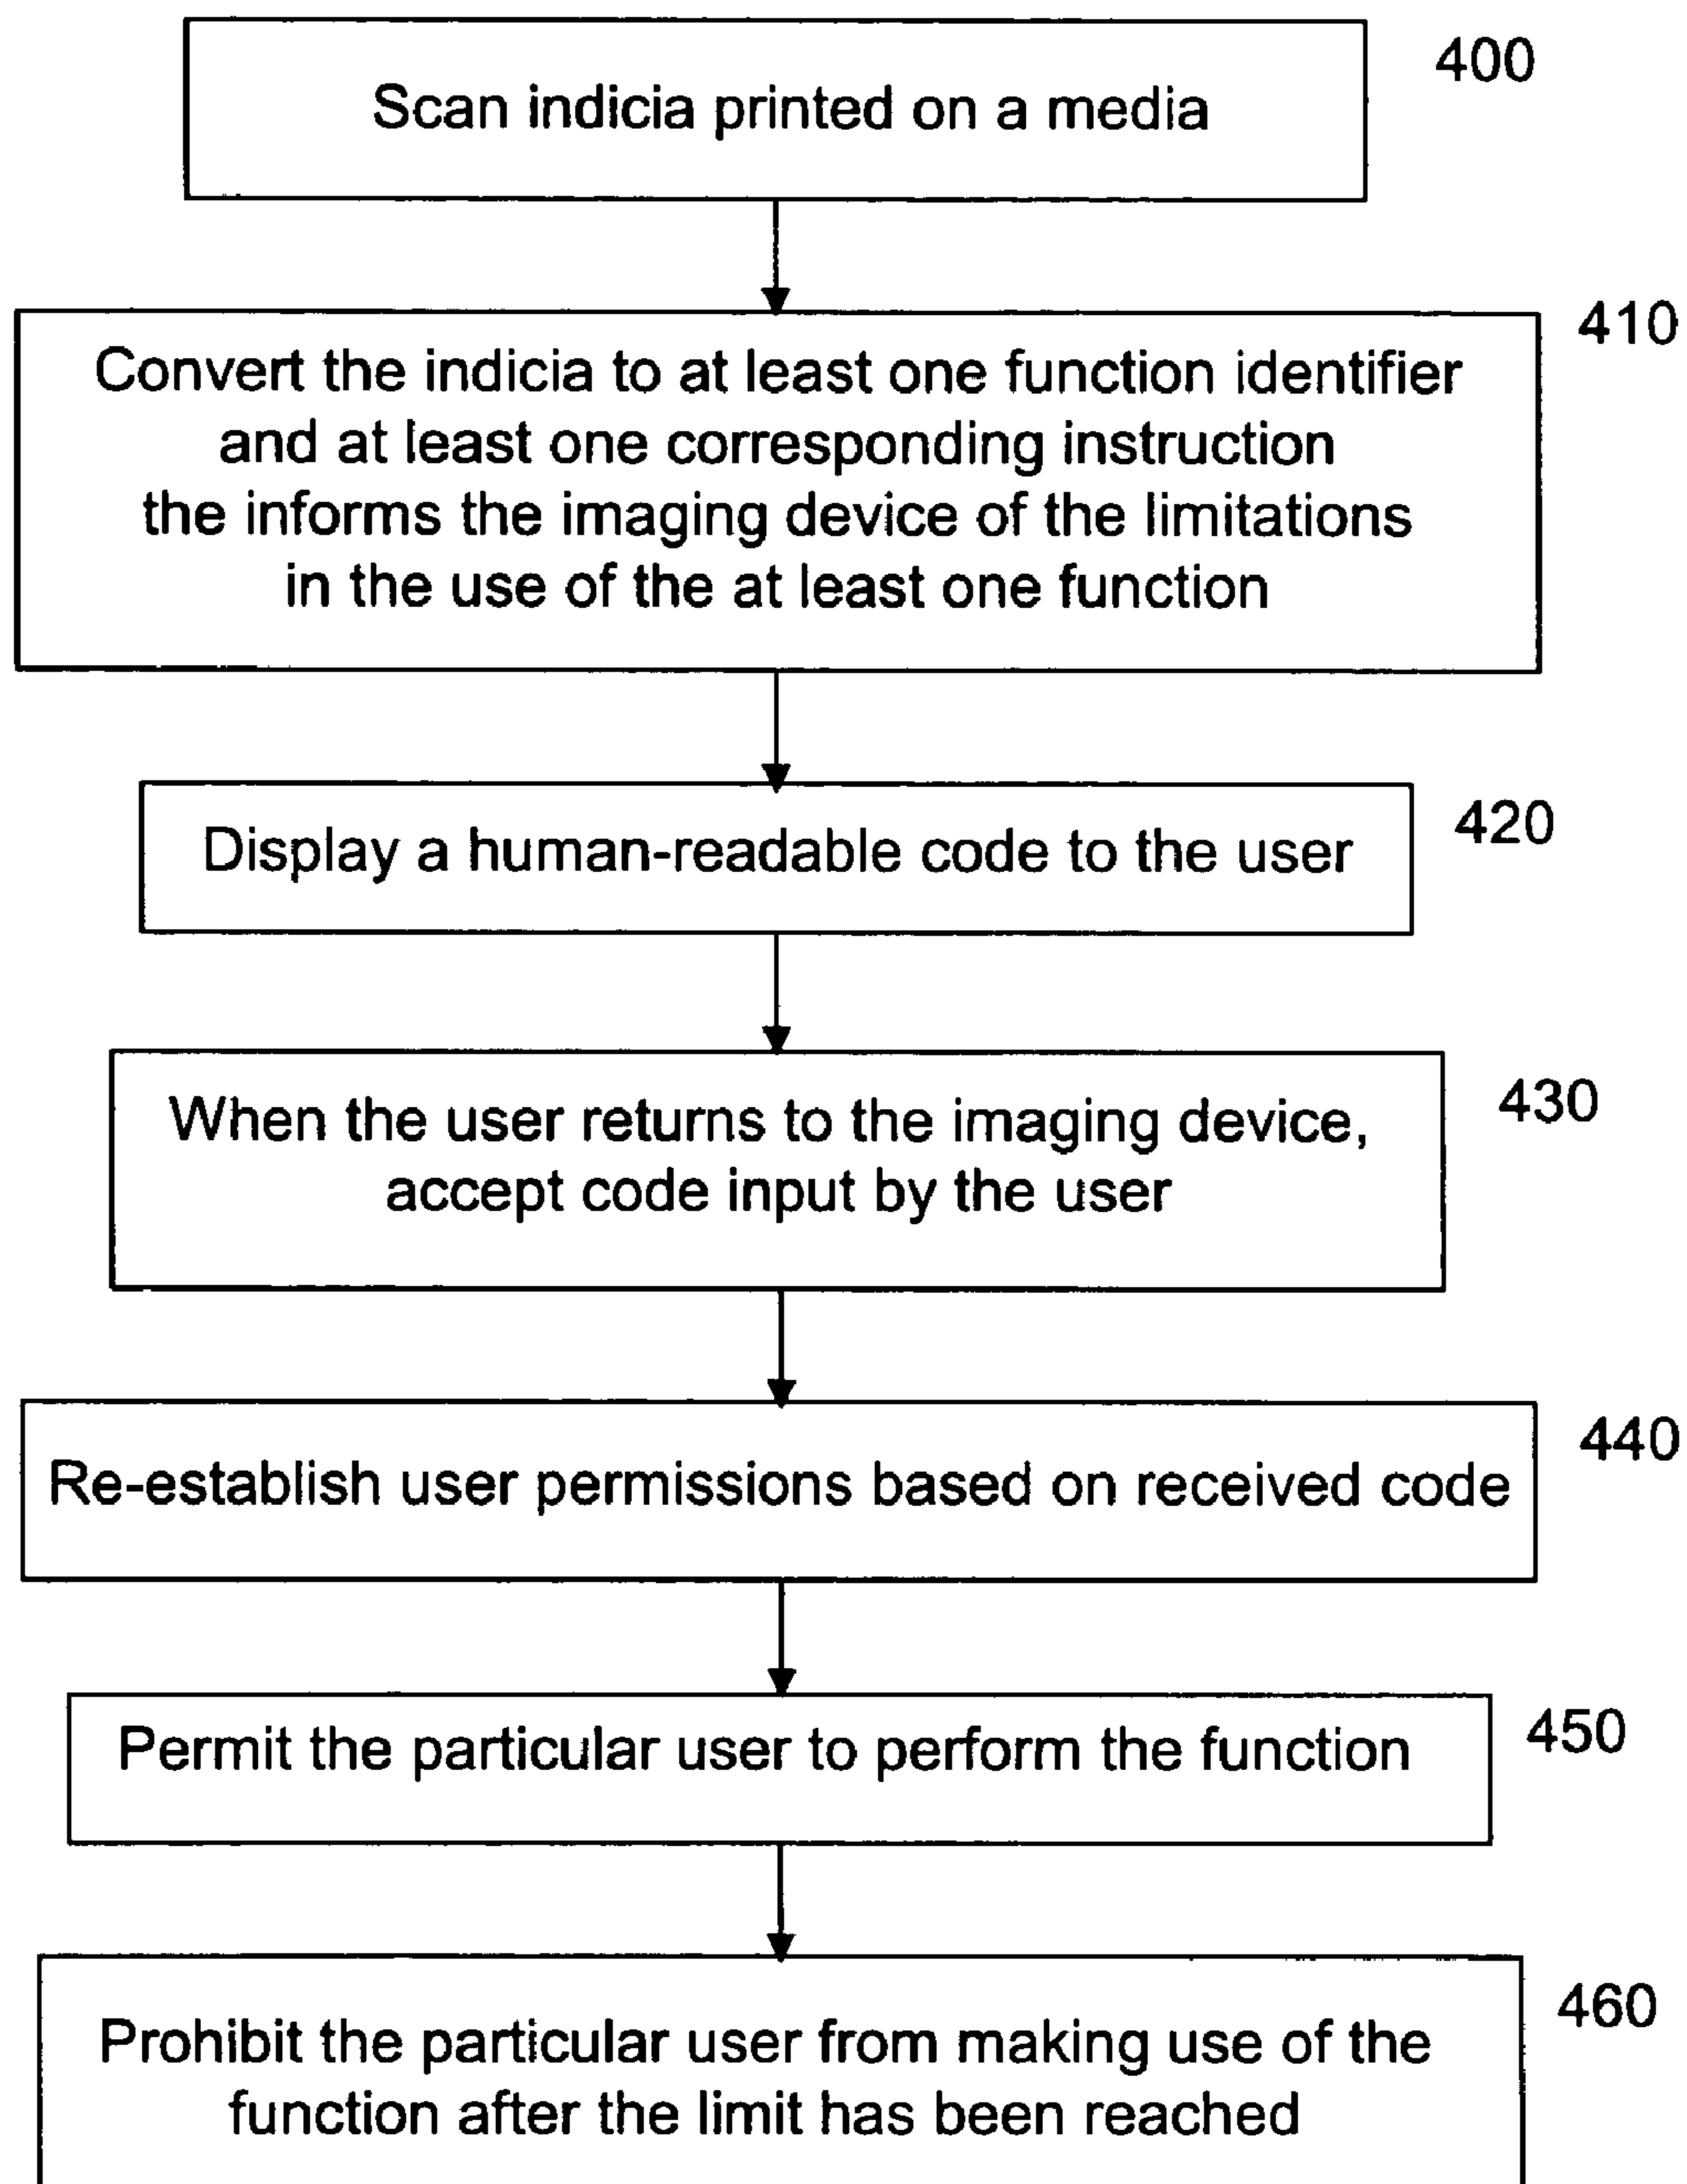 Scan indicia printed on a media
400
Convert the indicia to at least one function identifier
and at least one corresponding instruction
the informs the imaging device of the limitations
in the use of the at least one function
410
Display a human-readable code to the user
420
When the user returns to the imaging device,
accept code input by the user
430
Re-establish user permissions based on received code
440
Permit the particular user to perform the function
450
Prohibit the particular user from making use of the
function after the limit has been reached
460